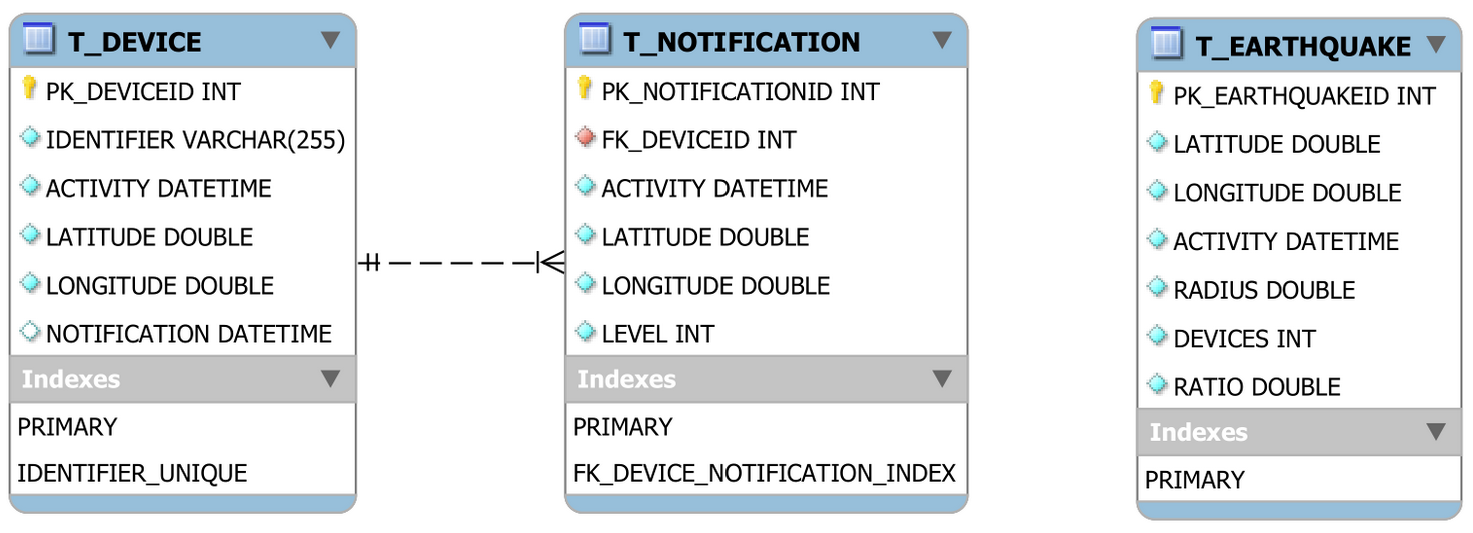 T_DEVICE
PK_DEVICEID INT
IDENTIFIER VARCHAR(255)
ACTIVITY DATETIME
LATITUDE DOUBLE
LONGITUDE DOUBLE
NOTIFICATION DATETIME
Indexes
PRIMARY
IDENTIFIER_UNIQUE
T_NOTIFICATION
PK_NOTIFICATIONID INT
FK_DEVICEID INT
ACTIVITY DATETIME
LATITUDE DOUBLE
LONGITUDE DOUBLE
LEVEL INT
Indexes
PRIMARY
FK_DEVICE_NOTIFICATION_INDEX
T_EARTHQUAKE
PK_EARTHQUAKEID INT
LATITUDE DOUBLE
LONGITUDE DOUBLE
ACTIVITY DATETIME
RADIUS DOUBLE
DEVICES INT
RATIO DOUBLE
Indexes
PRIMARY